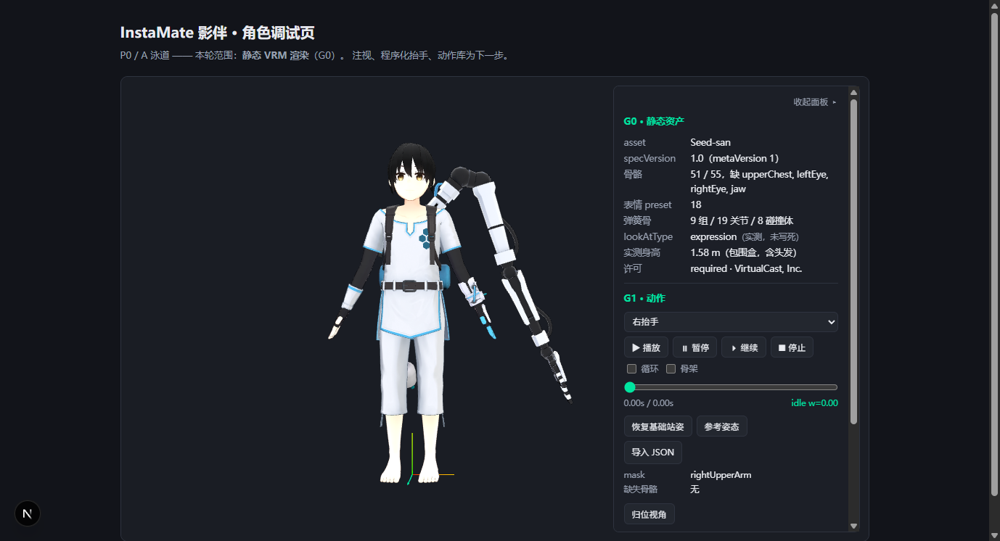 InstaMate 影伴 • 角色调试页
P0 / A 泳道 —— 本轮范围：静态 VRM 渲染（G0）。 注视、程序化抬手、动作库为下一步。
收起面板 ▸
G0 • 静态资产
asset Seed-san
specVersion 1.0（metaVersion 1）
骨骼 51 / 55，缺 upperChest, leftEye,
rightEye, jaw
表情 preset 18
弹簧骨 9 组 / 19 关节 / 8 碰撞体
lookAtType expression（实测，未写死）
实测身高 1.58 m（包围盒，含头发）
许可 required · VirtualCast, Inc.
G1 • 动作
右抬手
▶ 播放 ⏸ 暂停 ⏵ 继续 ■ 停止
循环 骨架
0.00s / 0.00s idle w=0.00
恢复基础站姿 参考姿态
导入 JSON
mask rightUpperArm
缺失骨骼 无
归位视角
N